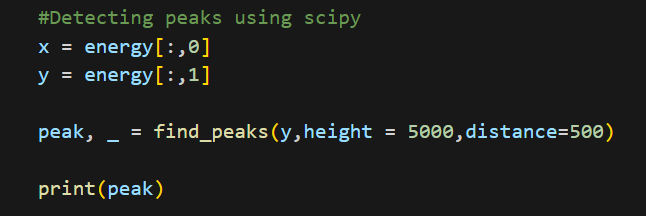 #Detecting peaks using scipy
x = energy[:,0]
y = energy[:,1]
peak, _ = find_peaks(y,height = 5000,distance=500)
print(peak)